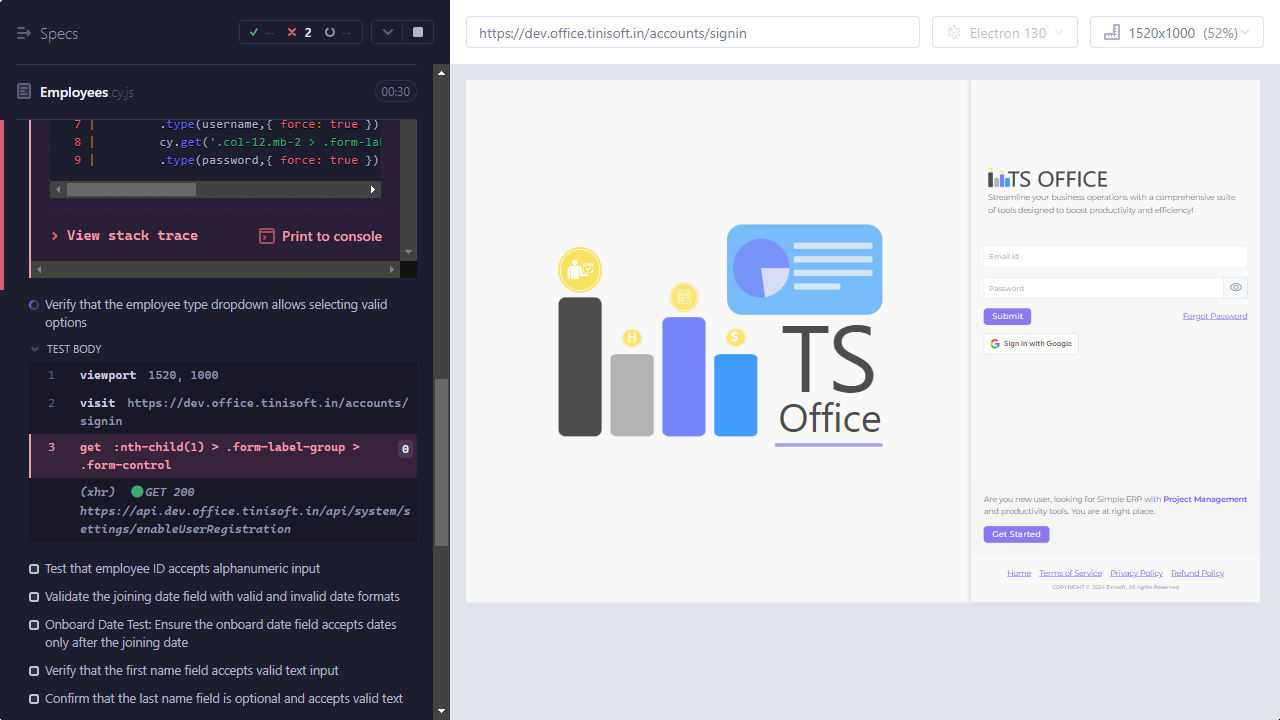 Specs
-- 2 --
https://dev.office.tinisoft.in/accounts/signin
Electron 130
1520x1000 (52%)
Employees.cy.js
00:30
7 | .type(username,{ force: true })
8 | cy.get('.col-12.mb-2 > .form-lab
9 | .type(password,{ force: true })
View stack trace
Print to console
Verify that the employee type dropdown allows selecting valid
options
TEST BODY
1 viewport 1520, 1000
2 visit https://dev.office.tinisoft.in/accounts/
signin
3 get :nth-child(1) > .form-label-group > 0
.form-control
(xhr) GET 200
https://api.dev.office.tinisoft.in/api/system/s
ettings/enableUserRegistration
Test that employee ID accepts alphanumeric input
Validate the joining date field with valid and invalid date formats
Onboard Date Test: Ensure the onboard date field accepts dates
only after the joining date
Verify that the first name field accepts valid text input
Confirm that the last name field is optional and accepts valid text
H
$
TS
Office
TS OFFICE
Streamline your business operations with a comprehensive suite
of tools designed to boost productivity and efficiency!
Email Id
Password
Submit
Forgot Password
Sign in with Google
Are you new user, looking for Simple ERP with Project Management
and productivity tools. You are at right place.
Get Started
Home Terms of Service Privacy Policy Refund Policy
COPYRIGHT © 2024 Tinisoft, All rights Reserved